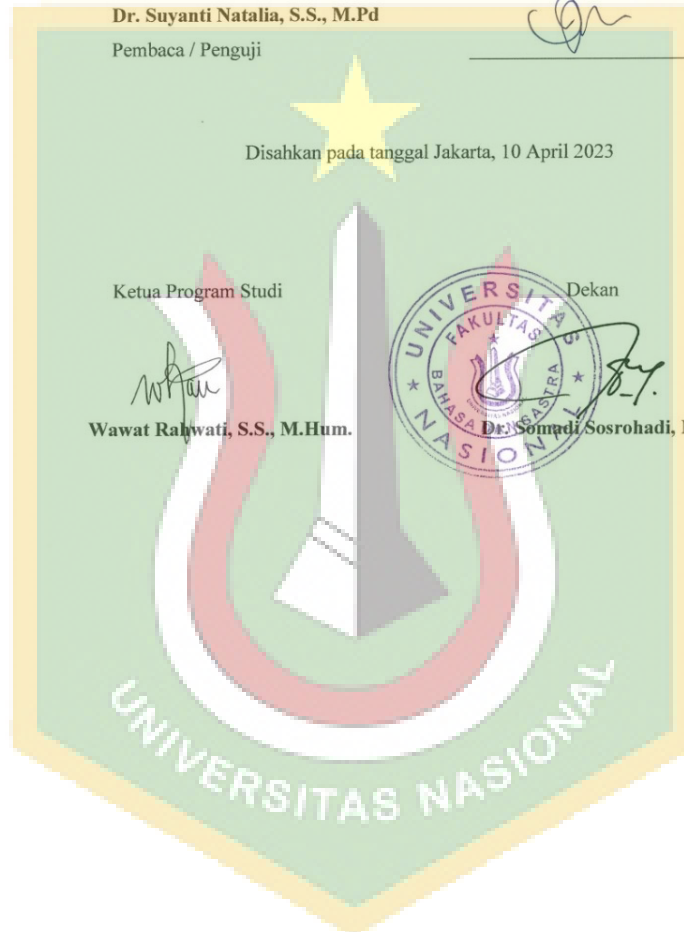 Dr. Suyanti Natalia, S.S., M.Pd
Pembaca / Penguji
Disahkan pada tanggal Jakarta, 10 April 2023
Ketua Program Studi
Dekan
UNIVERSITAS NASIONAL
FAKULTAS
BAHASA DAN SASTRA
Wawat Rahwati, S.S., M.Hum.
Dr. Somadi Sosrohadi,
UNIVERSITAS NASIONAL